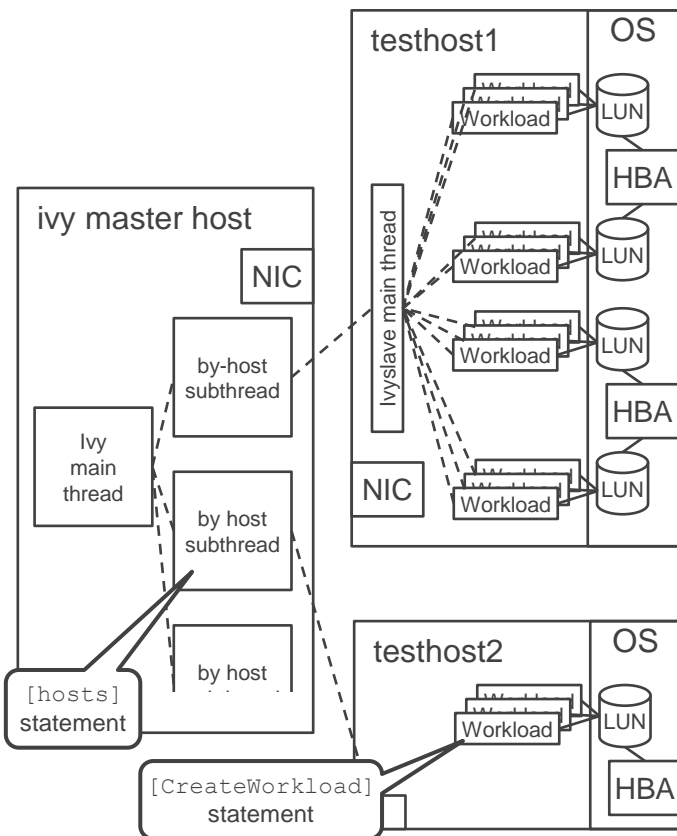 testhost1
OS
Workload
LUN
HBA
ivy master host
NIC
Workload
LUN
Ivyslave main thread
by-host
subthread
Workload
LUN
HBA
Ivy
main
thread
by host
subthread
NIC
Workload
LUN
testhost2
OS
by host
[hosts]
statement
Workload
LUN
[CreateWorkload]
statement
HBA